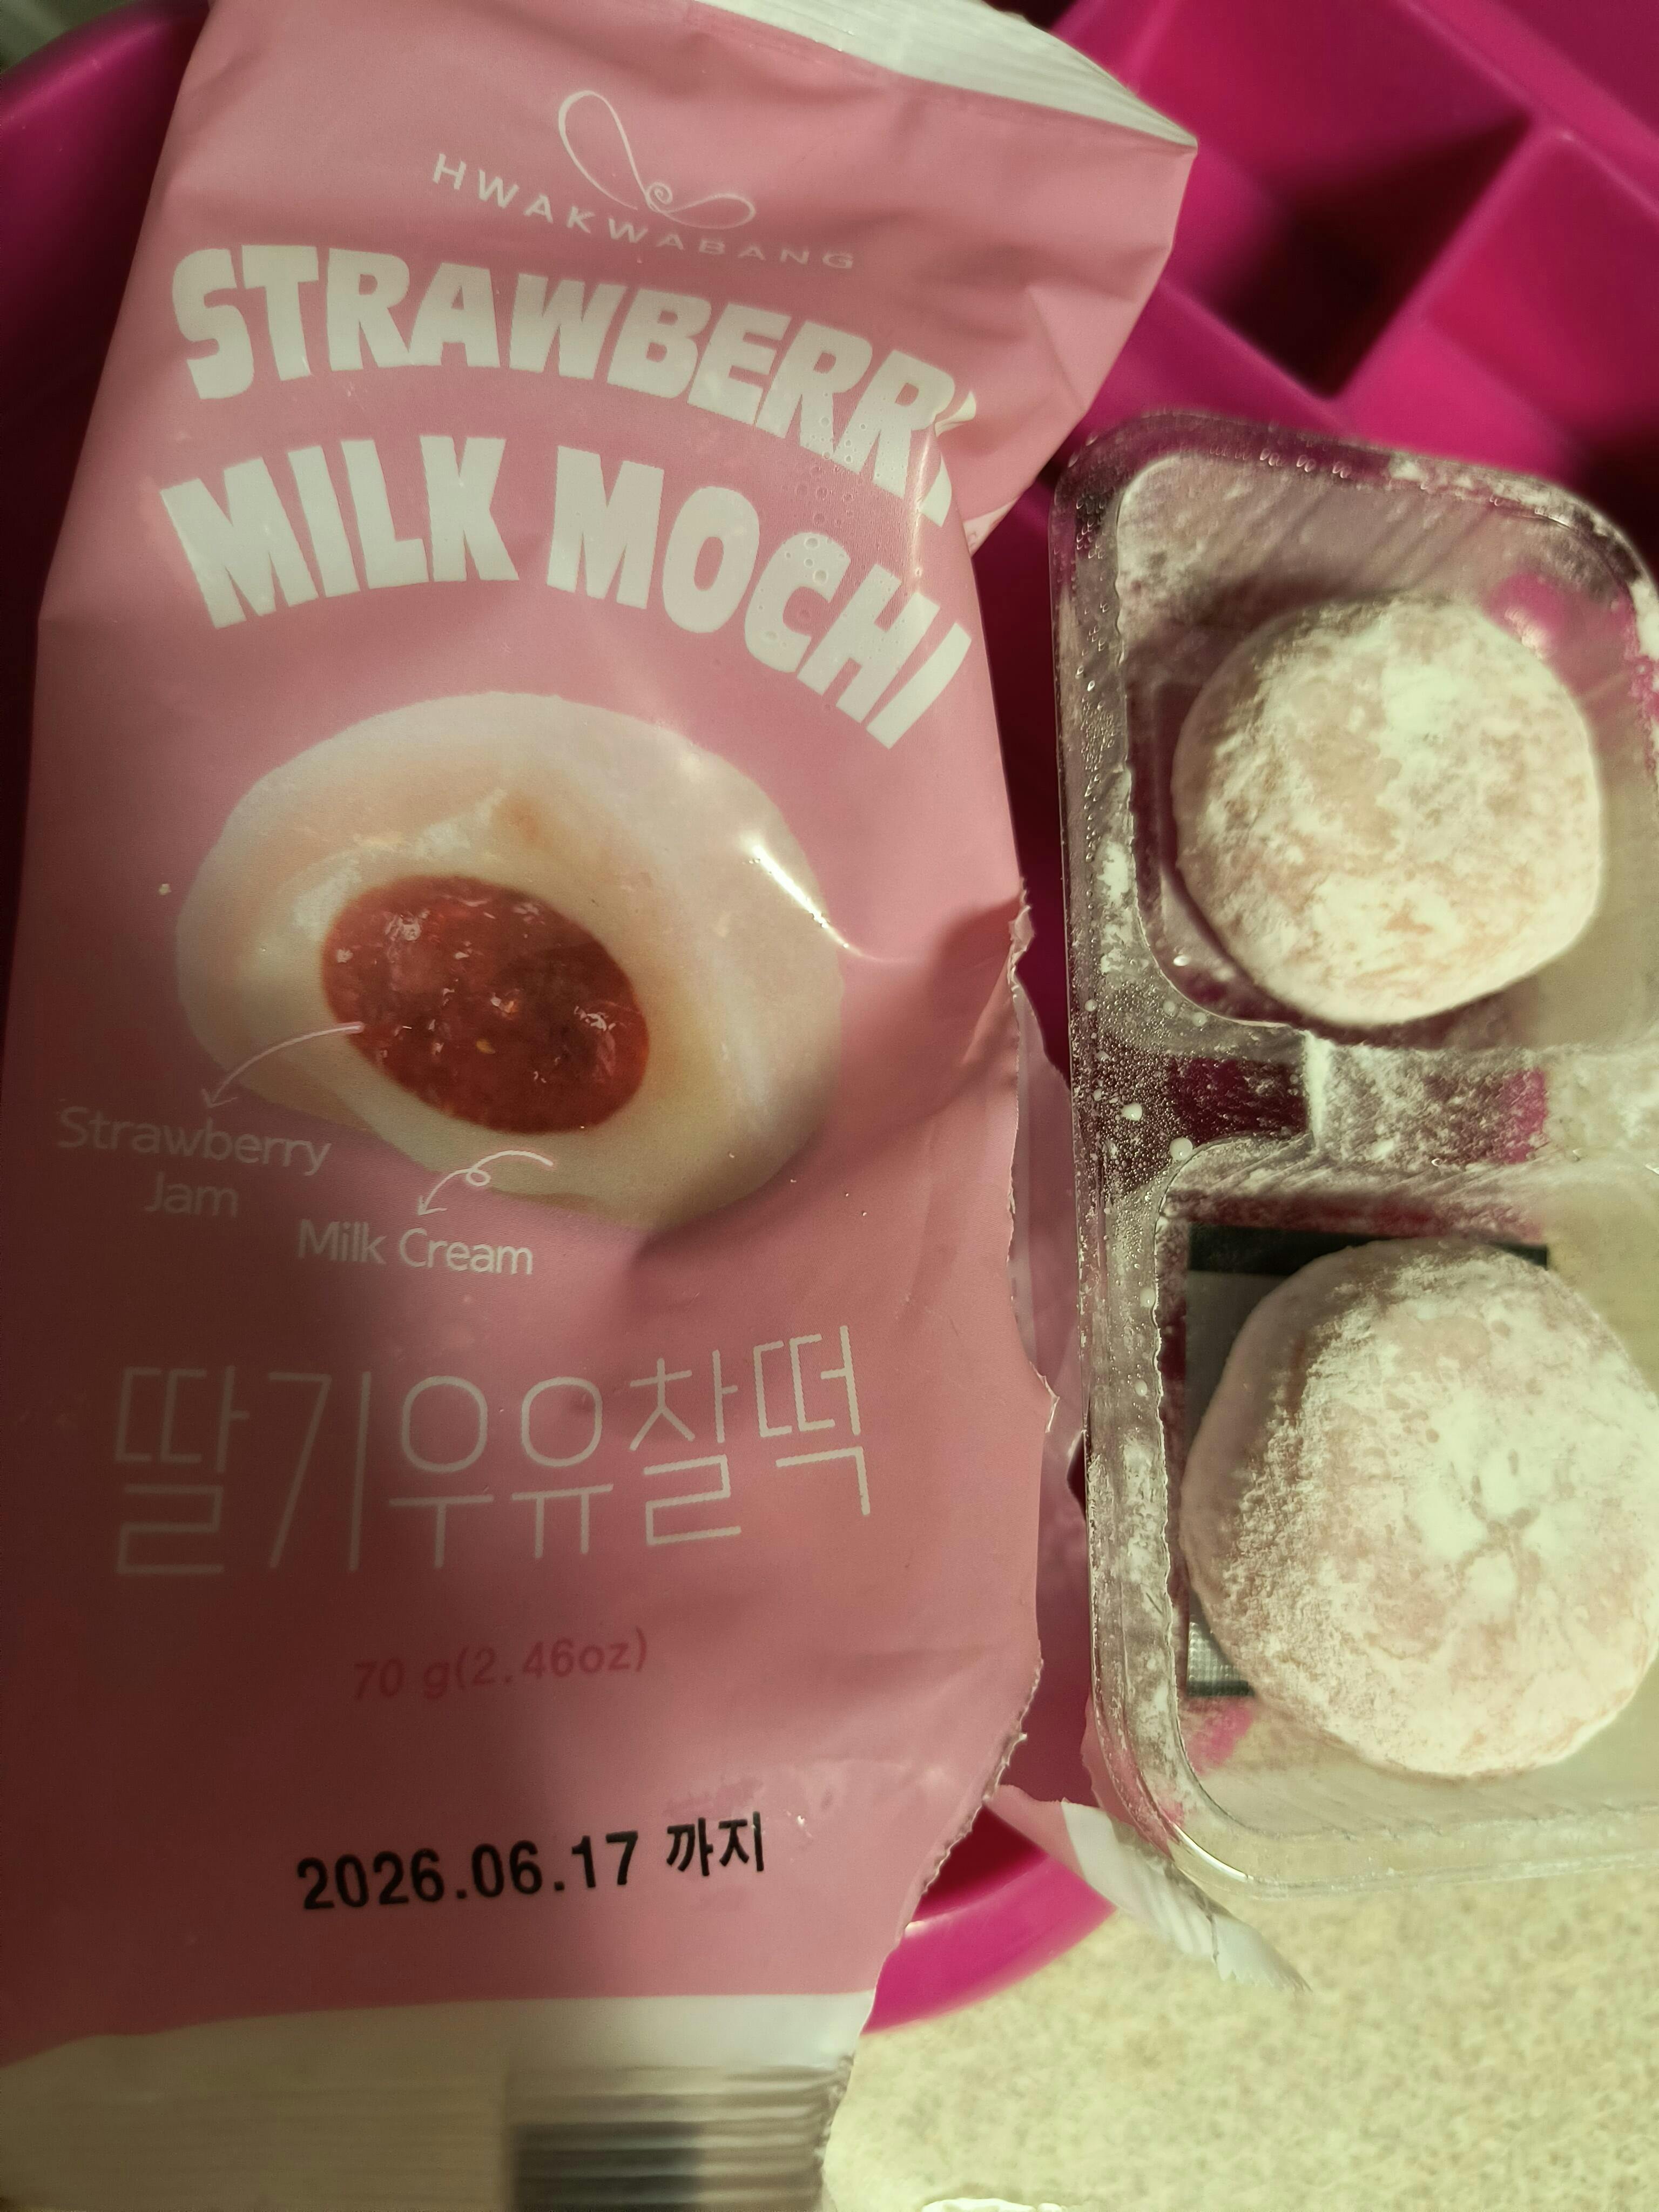 HWAKWABANG
STRAWBERRY
MILK MOCHI
Strawberry
Jam
Milk Cream
딸기우유찰떡
70 g(2.46oz)
2026.06.17 까지